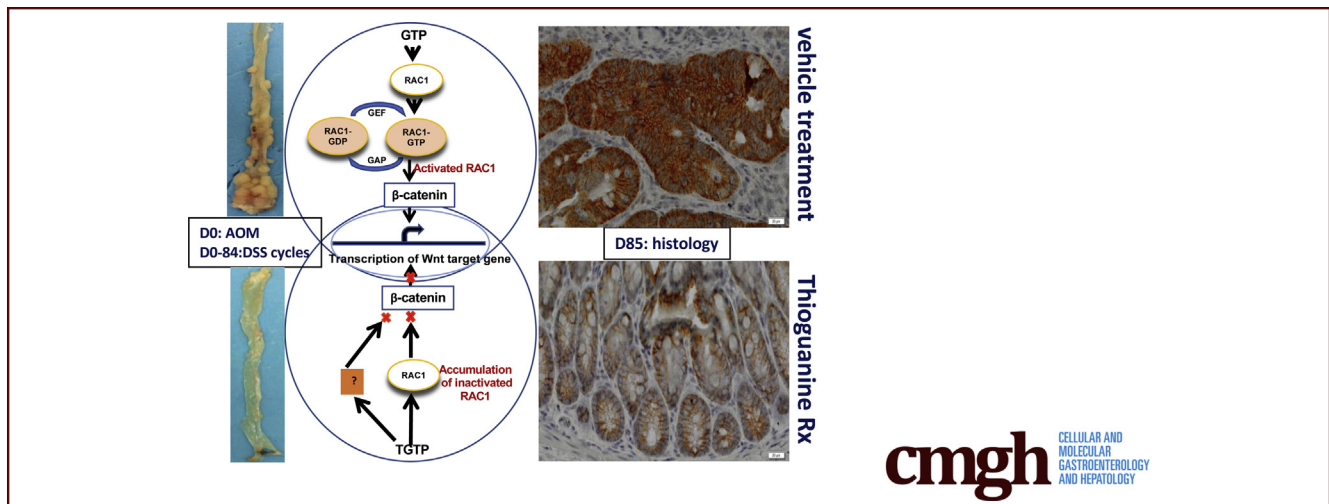 GTP
RAC1
GEF
RAC1-
GDP
RAC1-
GTP
GAP
Activated RAC1
β-catenin
D0: AOM
D0-84:DSS cycles
Transcription of Wnt target gene
β-catenin
?
RAC1
Accumulation
of inactivated
RAC1
TGTP
vehicle treatment
D85: histology
Thioguanine Rx
cmgh
CELLULAR AND
MOLECULAR
GASTROENTEROLOGY
AND HEPATOLOGY